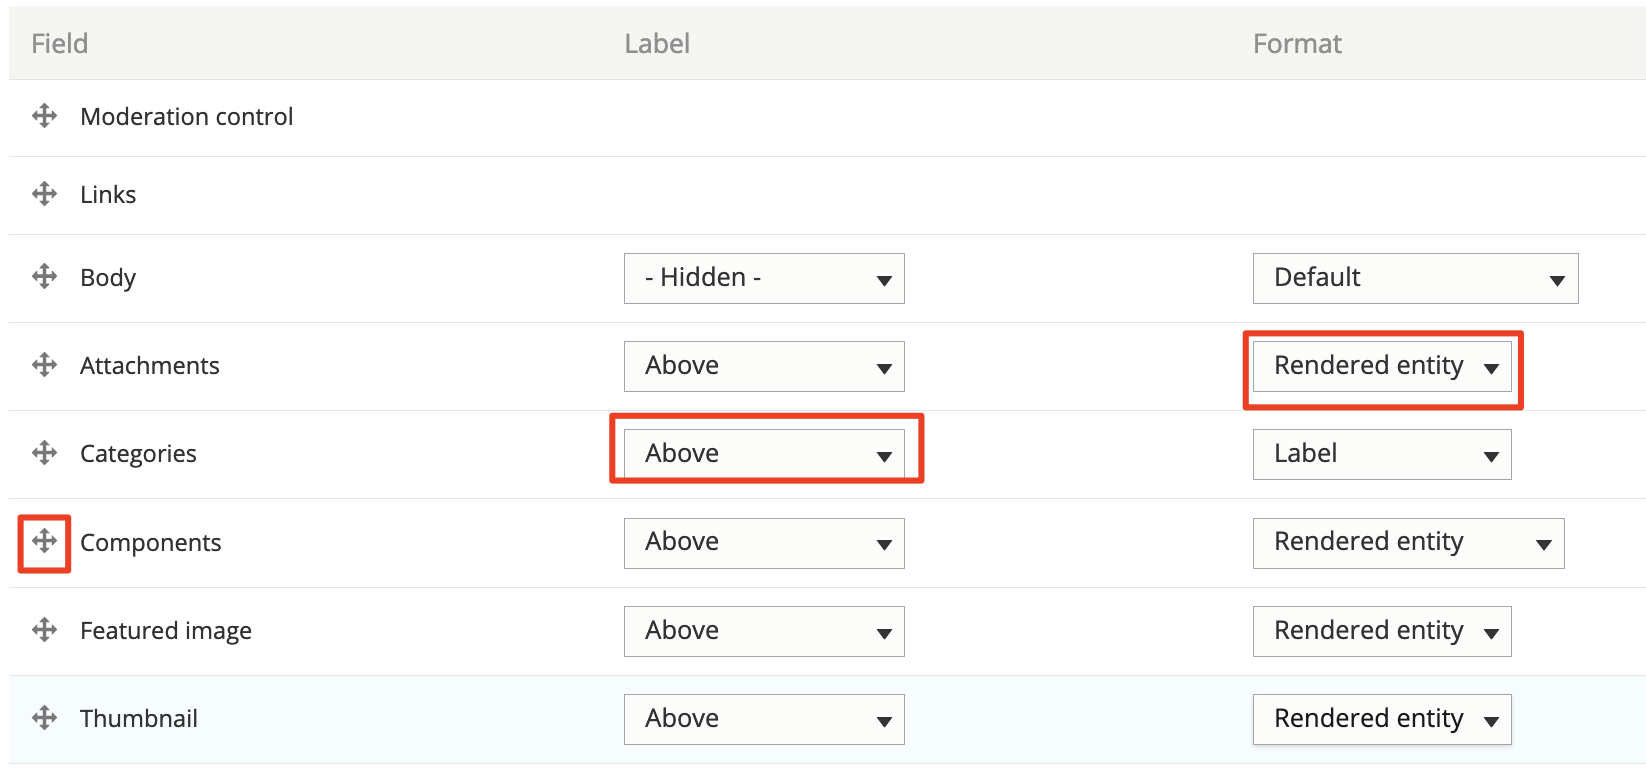 Field Label Format
Moderation control
Links
Body - Hidden - Default
Attachments Above Rendered entity
Categories Above Label
Components Above Rendered entity
Featured image Above Rendered entity
Thumbnail Above Rendered entity